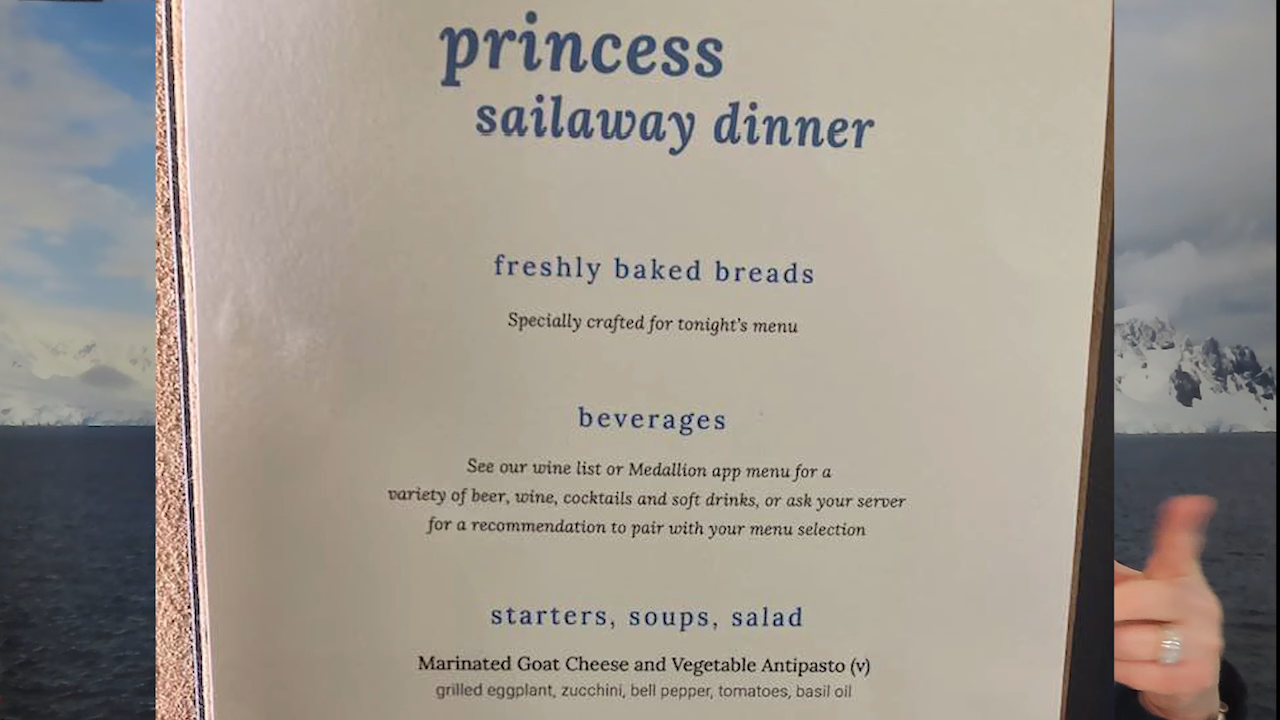 princess
sailaway dinner
freshly baked breads
Specially crafted for tonight's menu
beverages
See our wine list or Medallion app menu for a
variety of beer, wine, cocktails and soft drinks, or ask your server
for a recommendation to pair with your menu selection
starters, soups, salad
Marinated Goat Cheese and Vegetable Antipasto (v)
grilled eggplant, zucchini, bell pepper, tomatoes, basil oil